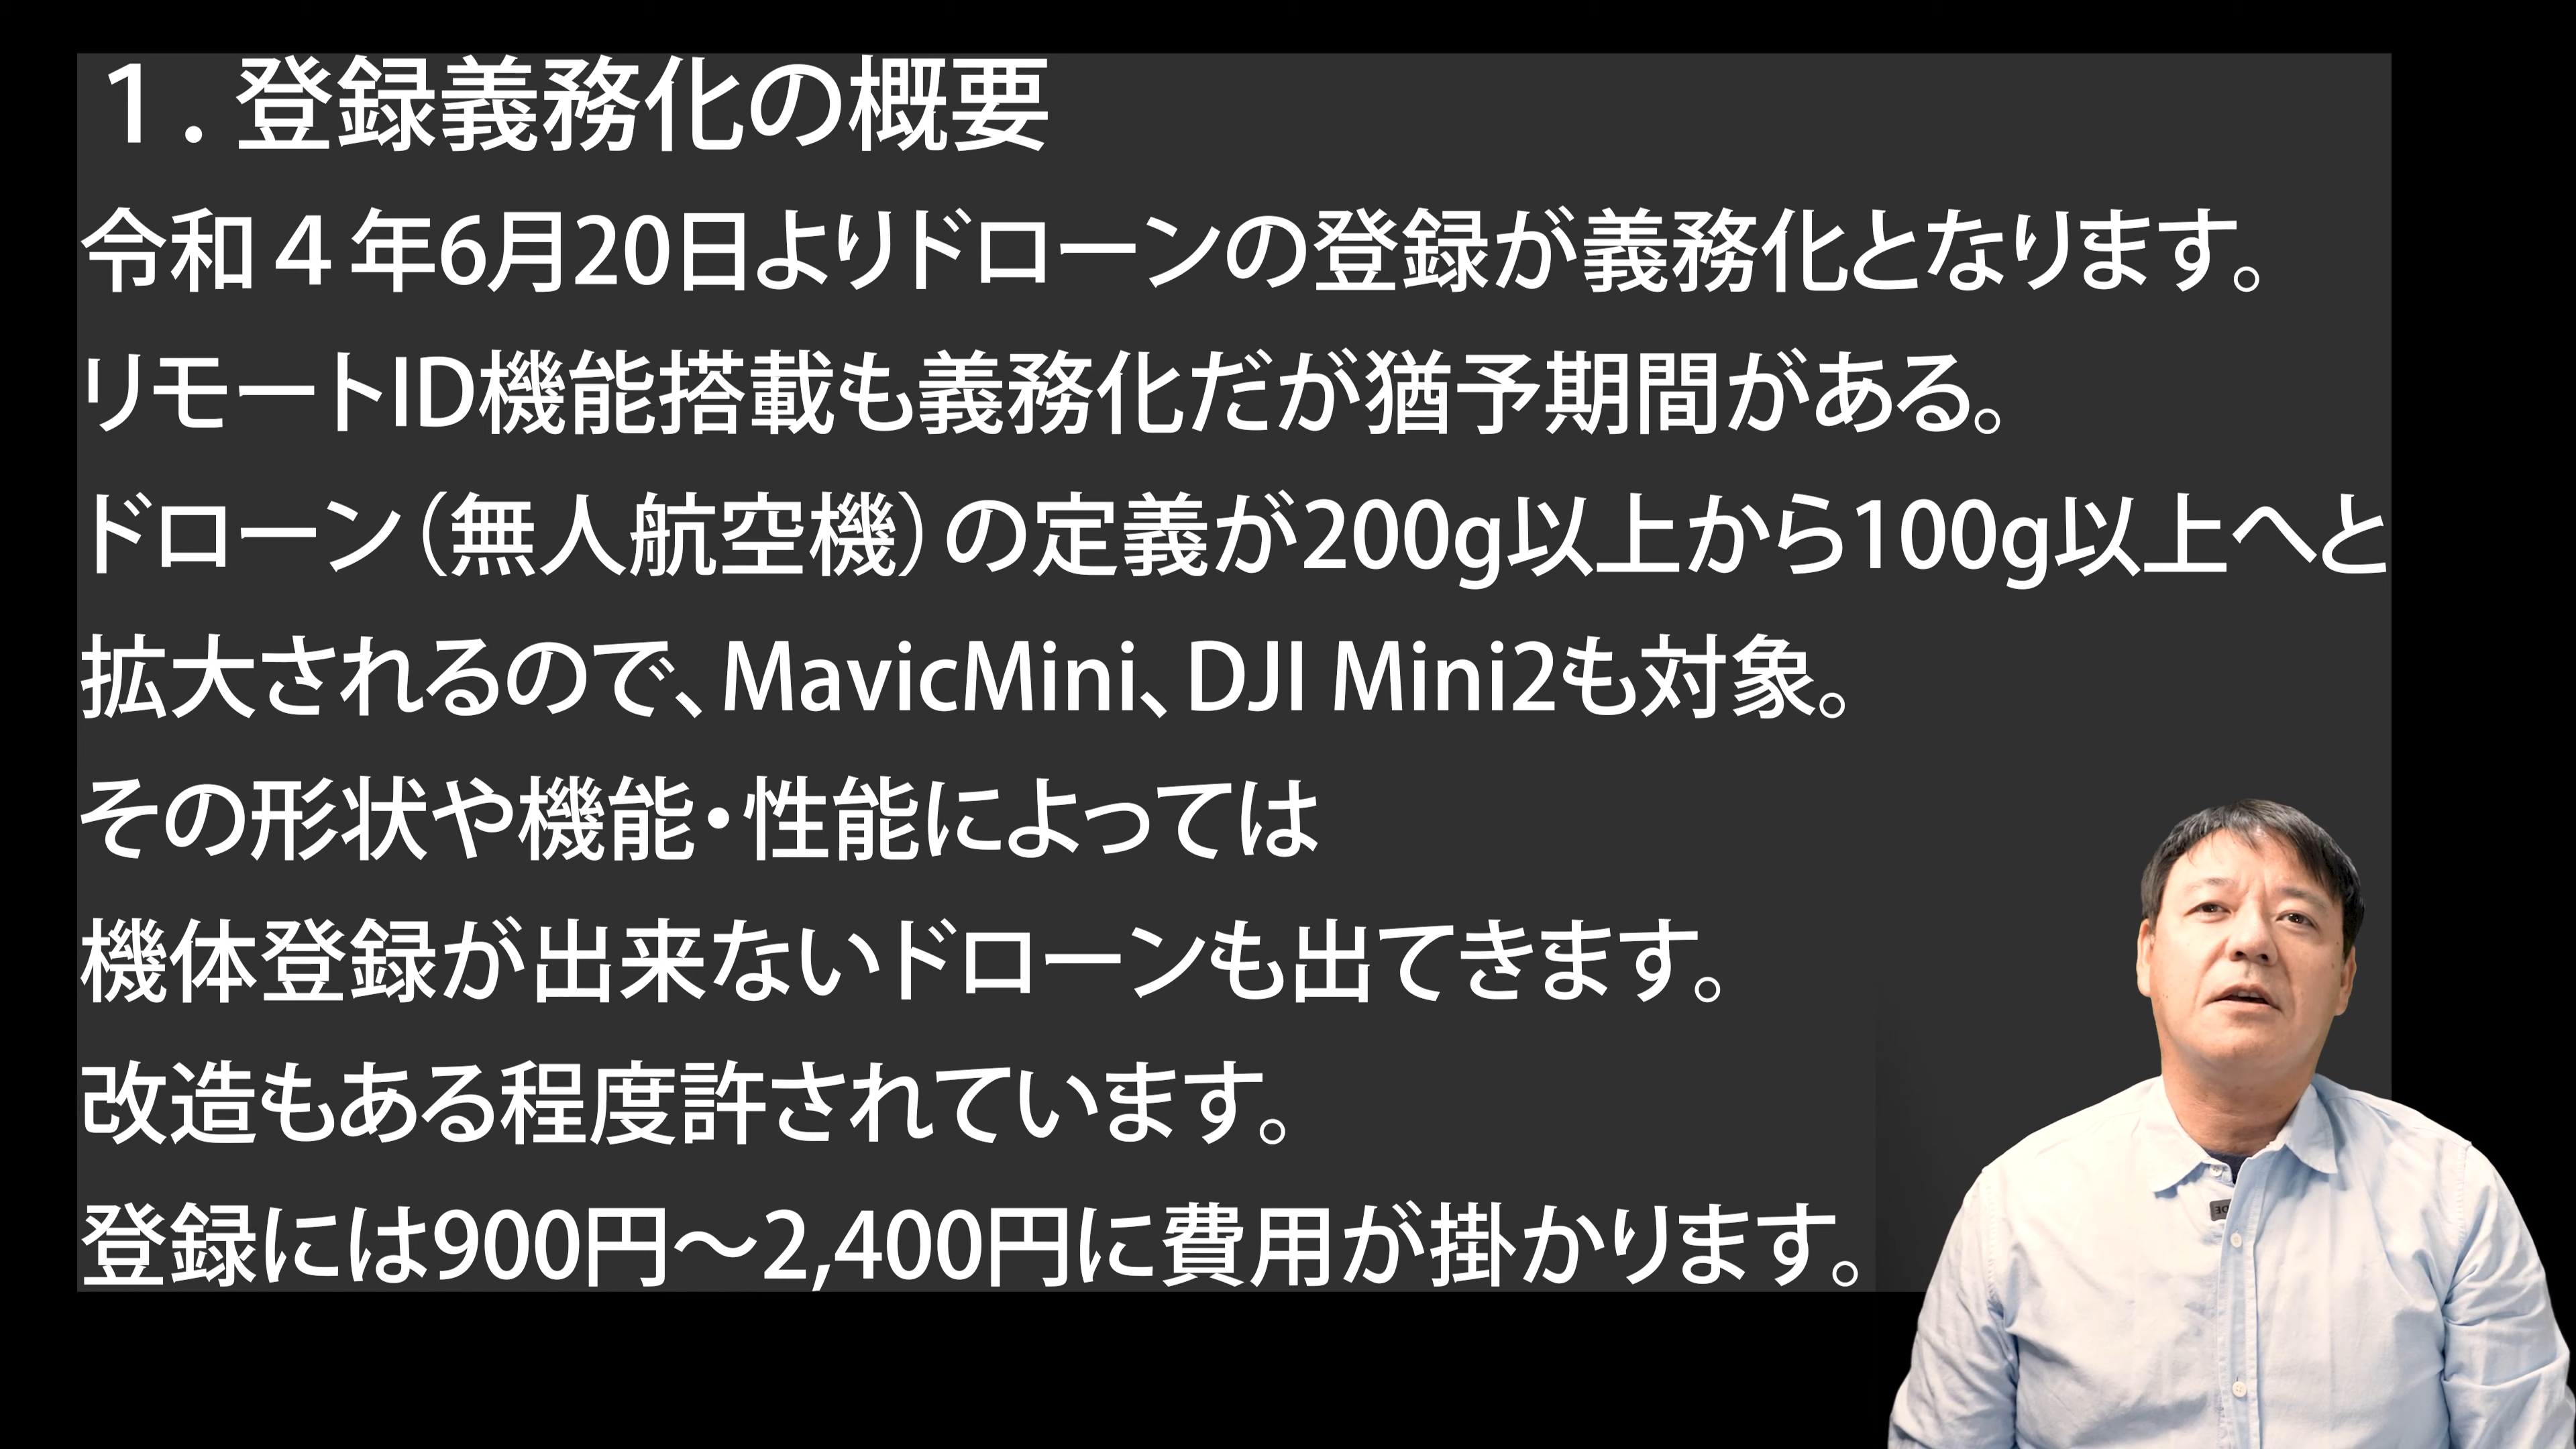 １. 登録義務化の概要
令和４年6月20日よりドローンの登録が義務化となります。
リモートID機能搭載も義務化だが猶予期間がある。
ドローン（無人航空機）の定義が200g以上から100g以上へと
拡大されるので、MavicMini、DJI Mini2も対象。
その形状や機能・性能によっては
機体登録が出来ないドローンも出てきます。
改造もある程度許されています。
登録には900円～2,400円に費用が掛かります。